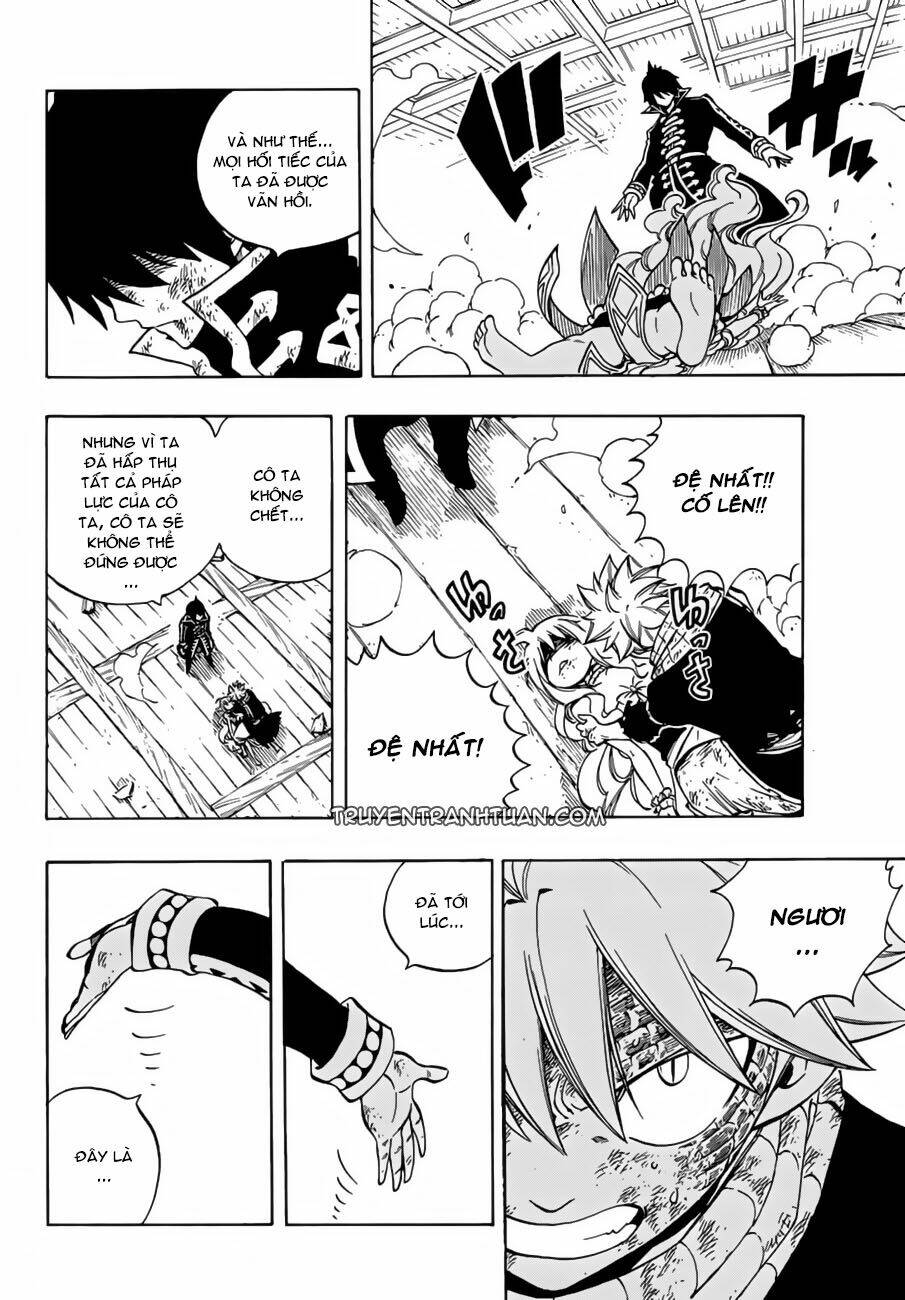 VÀ NHƯ THẾ...
MỌI HỐI TIẾC CỦA
TA ĐÃ ĐƯỢC
VÃN HỒI.
ĐỆ NHẤT!!
CỐ LÊN!!
ĐỆ NHẤT!
CÔ TA
KHÔNG
CHẾT...
NHƯNG VÌ TA
ĐÃ HẤP THỤ
TẤT CẢ PHÁP
LỰC CỦA CÔ
TA, CÔ TA SẼ
KHÔNG THỂ
ĐÚNG ĐƯỢC
...
TRUYENTRANHTUAN.COM
NGƯƠI
...
ĐÃ TỚI
LÚC...
ĐÂY LÀ
...